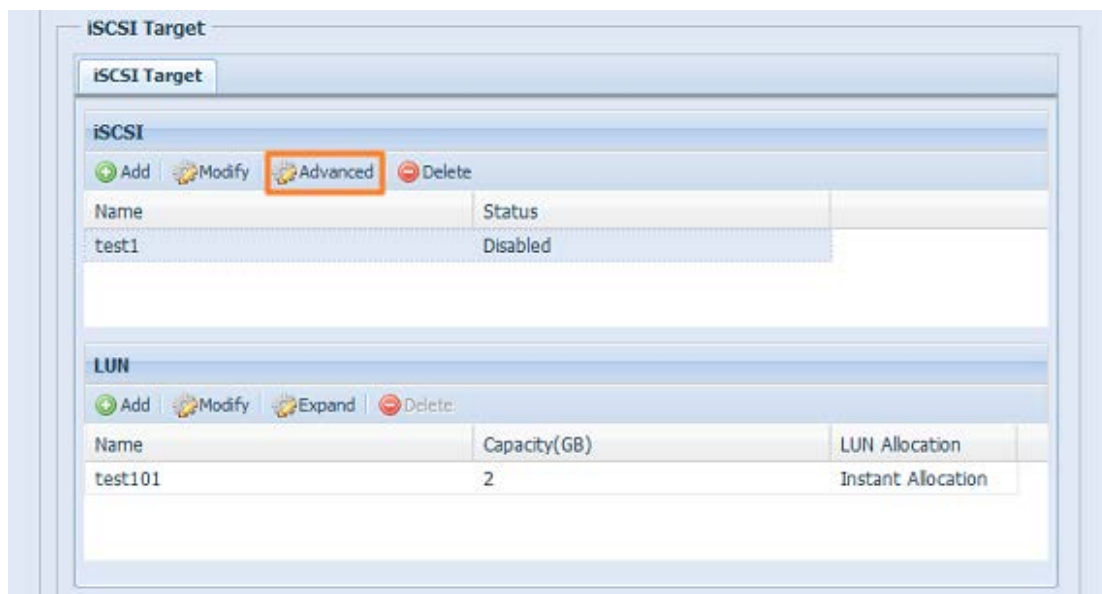 iSCSI Target
iSCSI Target
iSCSI
Add Modify Advanced Delete
Name Status
test1 Disabled
LUN
Add Modify Expand Delete
Name Capacity(GB) LUN Allocation
test101 2 Instant Allocation